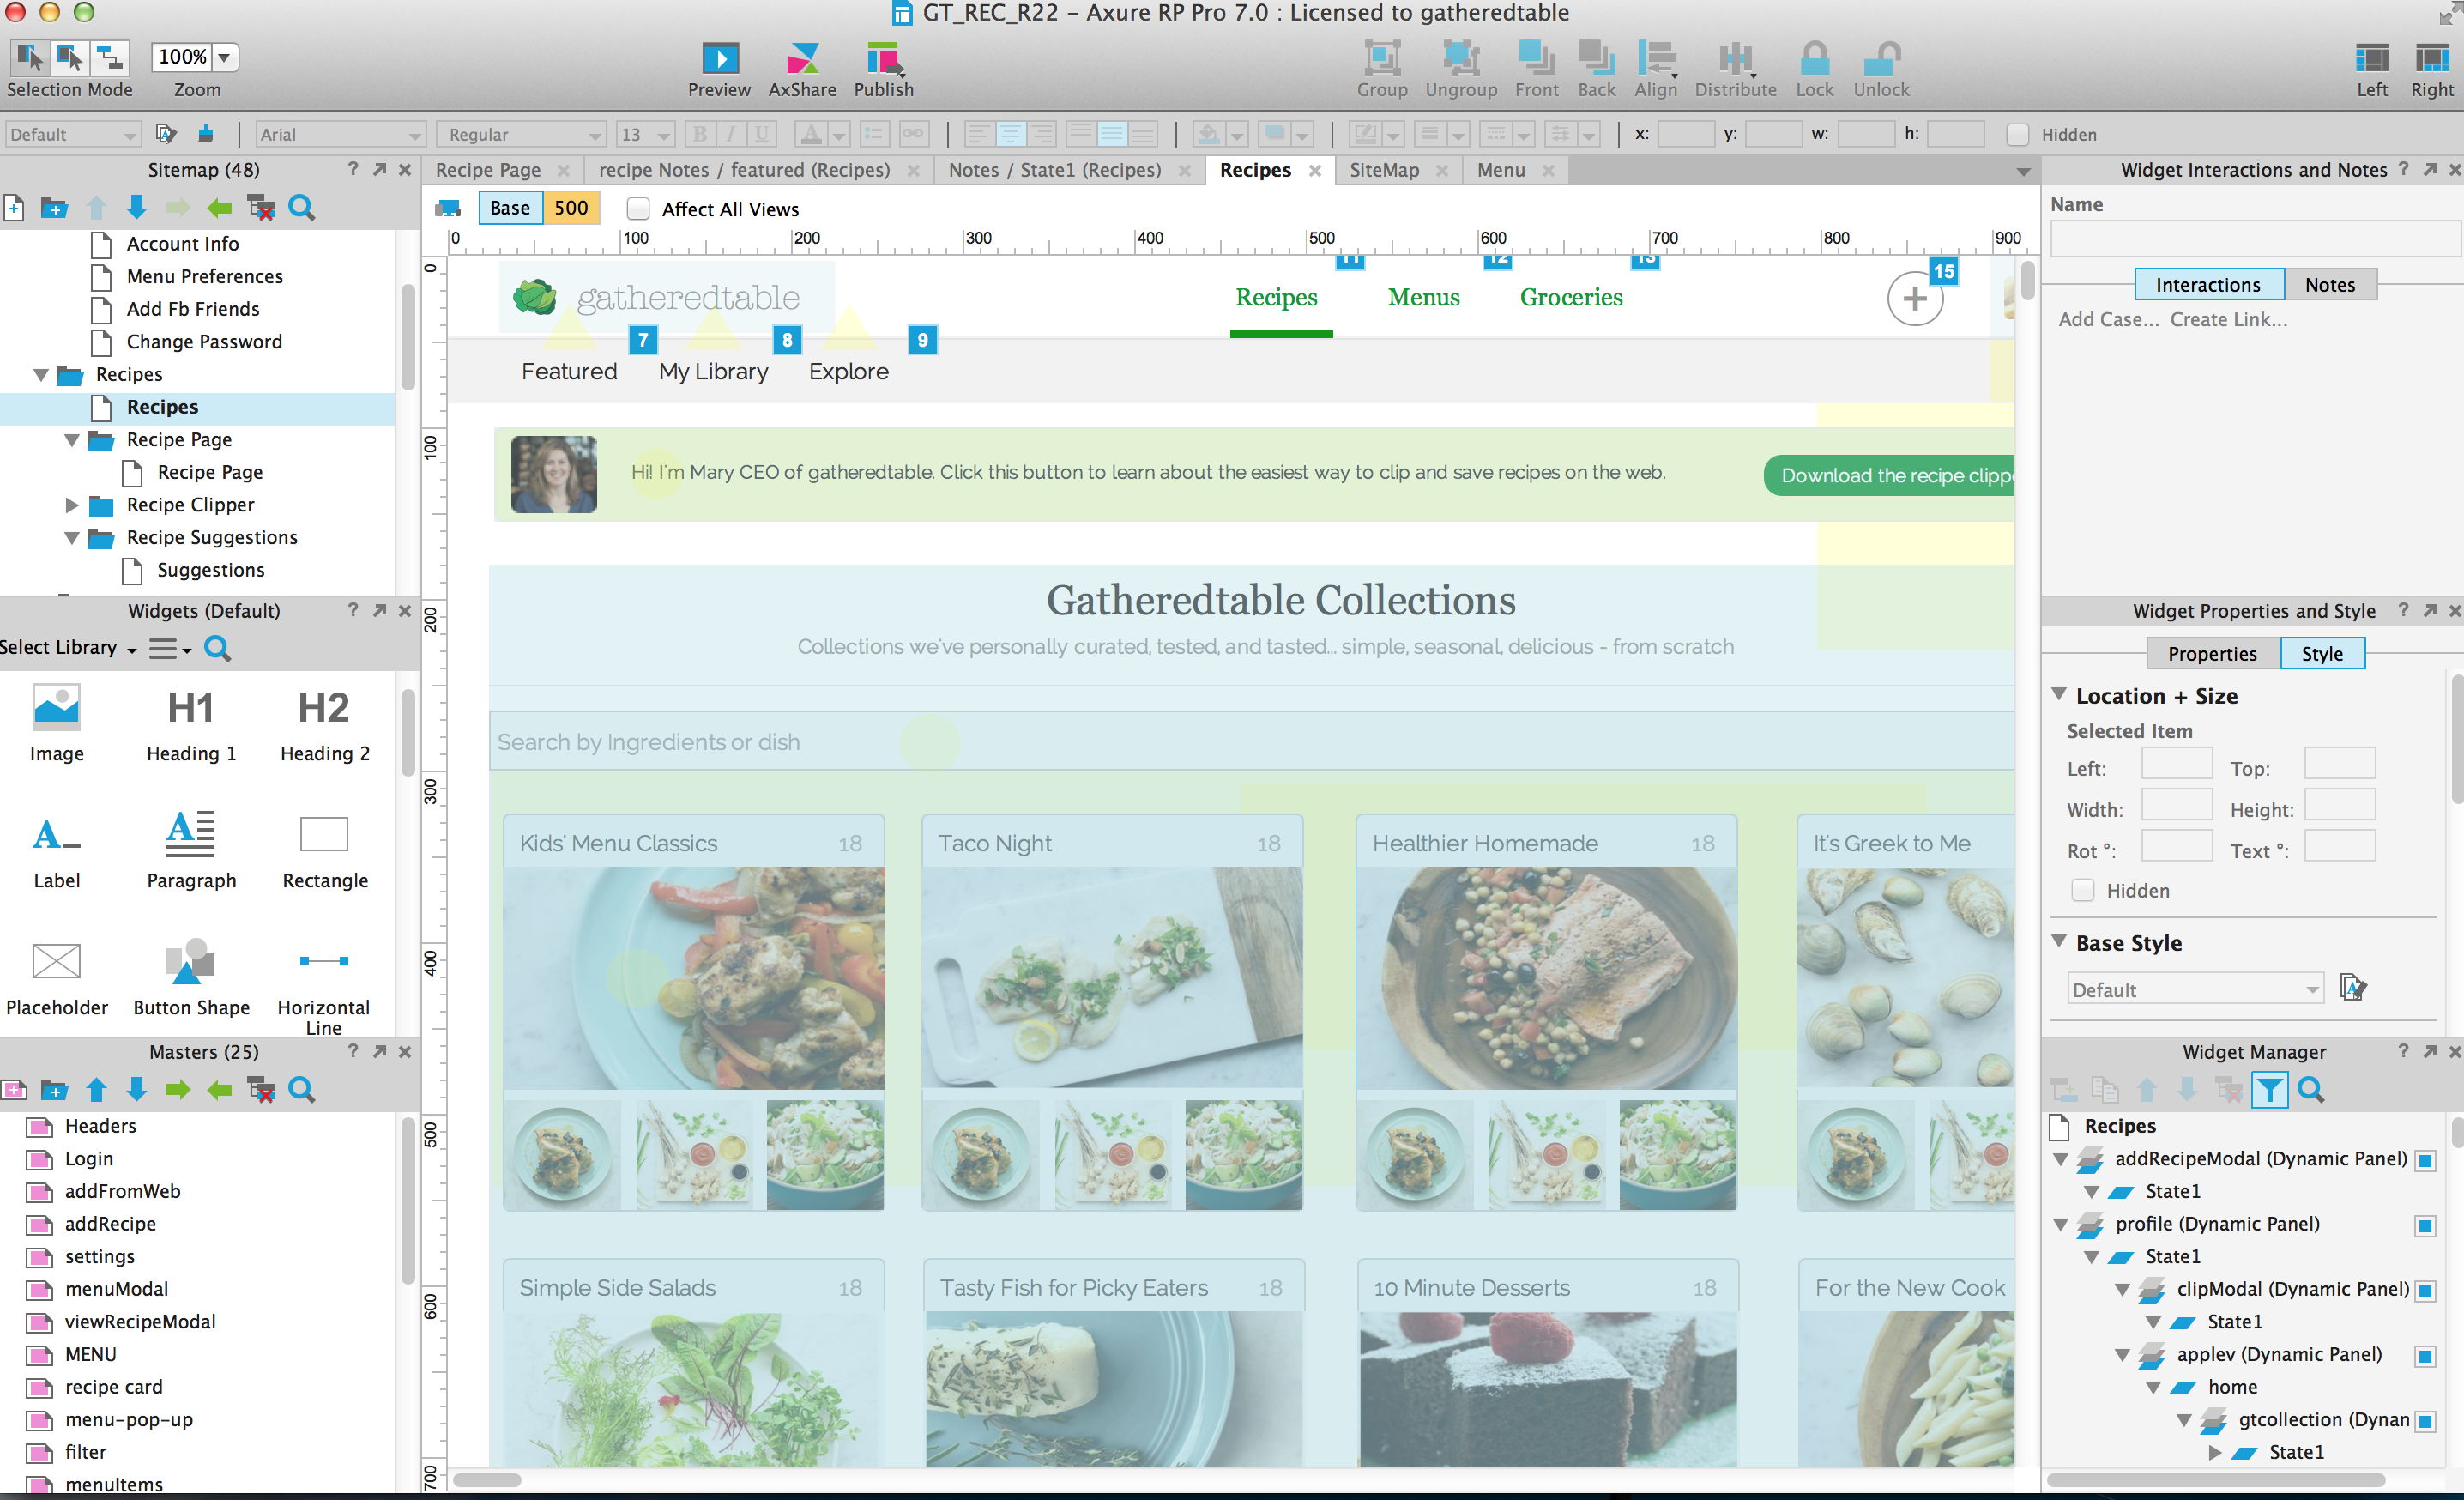 GT_REC_R22 – Axure RP Pro 7.0 : Licensed to gatheredtable
100%
Selection Mode Zoom Preview AxShare Publish Group Ungroup Front Back Align Distribute Lock Unlock Left Right
Default Arial Regular 13 B I U x: y: w: h: Hidden
Sitemap (48)
Account Info
Menu Preferences
Add Fb Friends
Change Password
Recipes
Recipes
Recipe Page
Recipe Page
Recipe Clipper
Recipe Suggestions
Suggestions
Widgets (Default)
Select Library
H1 H2
Image Heading 1 Heading 2
Label Paragraph Rectangle
Placeholder Button Shape Horizontal
Line
Masters (25)
Headers
Login
addFromWeb
addRecipe
settings
menuModal
viewRecipeModal
MENU
recipe card
menu-pop-up
filter
menuItems
Recipe Page recipe Notes / featured (Recipes) Notes / State1 (Recipes) Recipes SiteMap Menu
Base 500 Affect All Views
0 100 200 300 400 500 600 700 800 900
0
100
200
300
400
500
600
700
11 12 13 15
gatheredtable Recipes Menus Groceries
7 8 9
Featured My Library Explore
Hi! I'm Mary CEO of gatheredtable. Click this button to learn about the easiest way to clip and save recipes on the web.
Download the recipe clippe
Gatheredtable Collections
Collections we've personally curated, tested, and tasted... simple, seasonal, delicious - from scratch
Search by Ingredients or dish
Kids' Menu Classics 18 Taco Night 18 Healthier Homemade 18 It's Greek to Me
Simple Side Salads 18 Tasty Fish for Picky Eaters 18 10 Minute Desserts 18 For the New Cook
Widget Interactions and Notes
Name
Interactions Notes
Add Case... Create Link...
Widget Properties and Style
Properties Style
Location + Size
Selected Item
Left: Top:
Width: Height:
Rot °: Text °:
Hidden
Base Style
Default
Widget Manager
Recipes
addRecipeModal (Dynamic Panel)
State1
profile (Dynamic Panel)
State1
clipModal (Dynamic Panel)
State1
applev (Dynamic Panel)
home
gtcollection (Dynan
State1